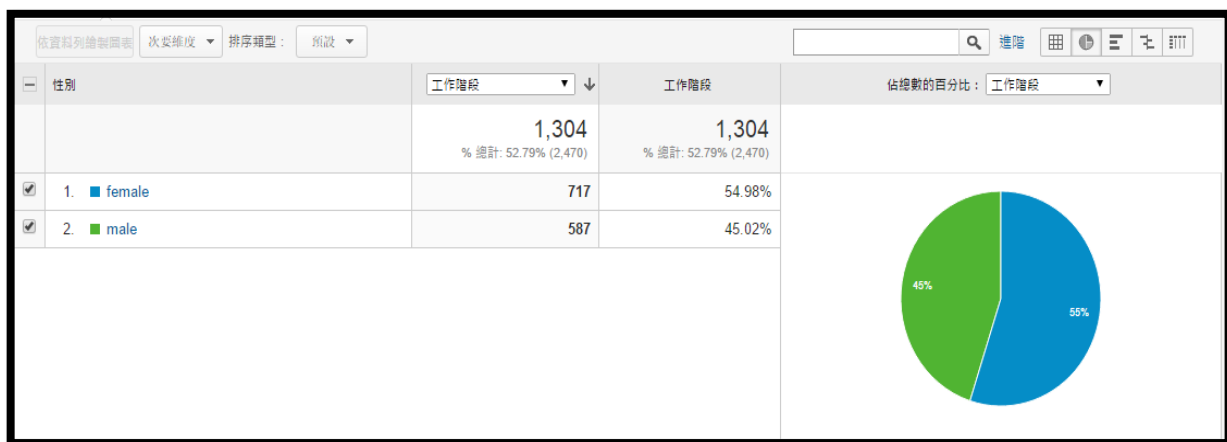 依資料列繪製圖表 次要維度 排序類型： 預設 進階
性別 工作階段 工作階段 佔總數的百分比： 工作階段
1,304 1,304
% 總計: 52.79% (2,470) % 總計: 52.79% (2,470)
1. female 717 54.98%
2. male 587 45.02%
45%
55%